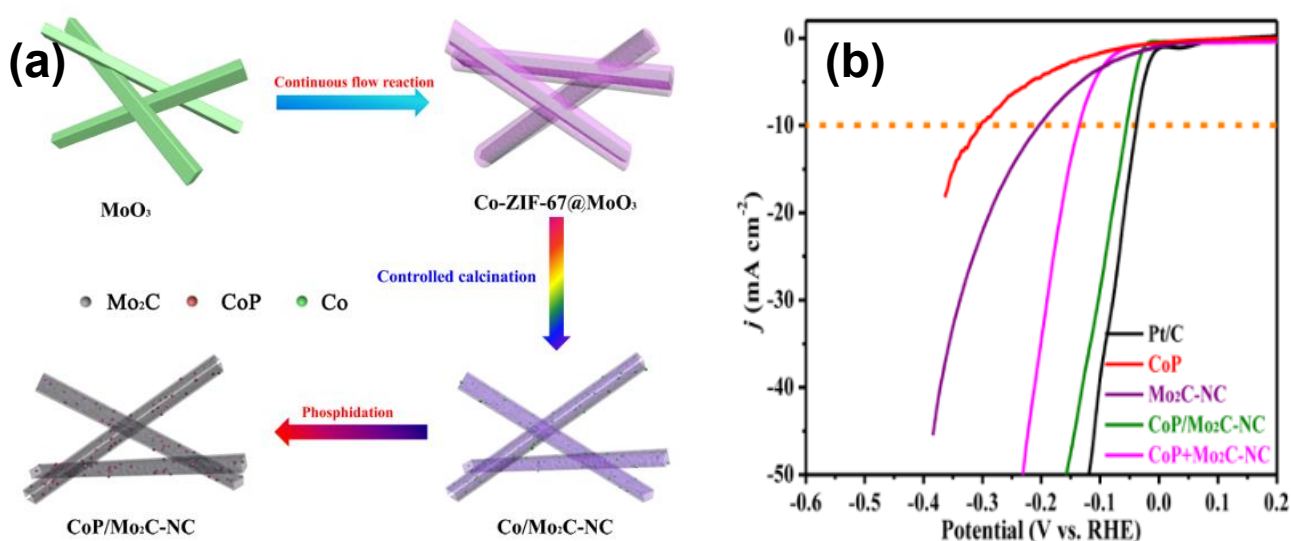 (a)
MoO₃
Continuous flow reaction
Co-ZIF-67@MoO₃
Controlled calcination
Mo₂C
CoP
Co
Phosphidation
CoP/Mo₂C-NC
Co/Mo₂C-NC
(b)
0
-10
-20
-30
-40
-50
j (mA cm⁻²)
Pt/C
CoP
Mo₂C-NC
CoP/Mo₂C-NC
CoP+Mo₂C-NC
-0.6 -0.5 -0.4 -0.3 -0.2 -0.1 0.0 0.1 0.2
Potential (V vs. RHE)